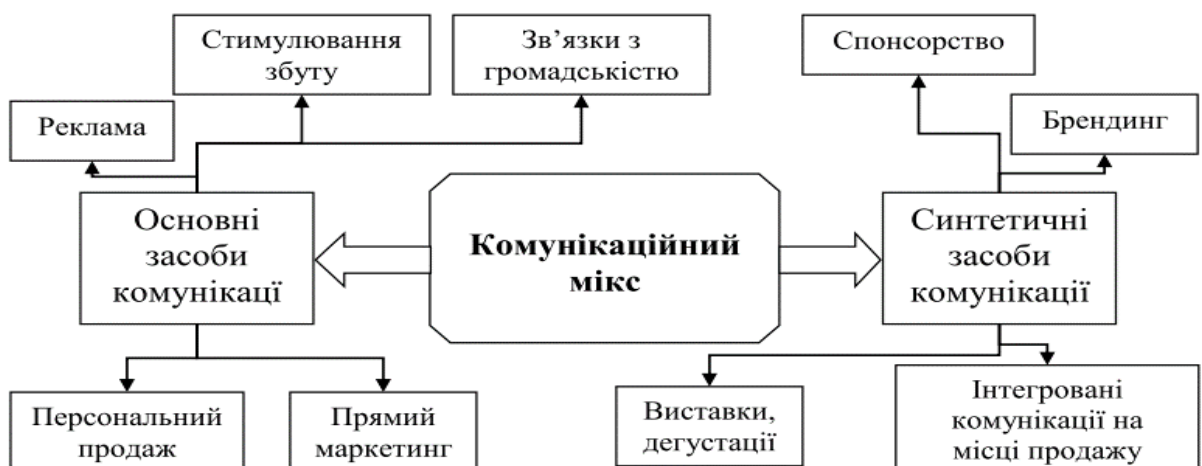 Стимулювання
збуту
Зв’язки з
громадськістю
Спонсорство
Реклама
Брендинг
Основні
засоби
комунікаці
Комунікаційний
мікс
Синтетичні
засоби
комунікації
Персональний
продаж
Прямий
маркетинг
Виставки,
дегустації
Інтегровані
комунікації на
місці продажу